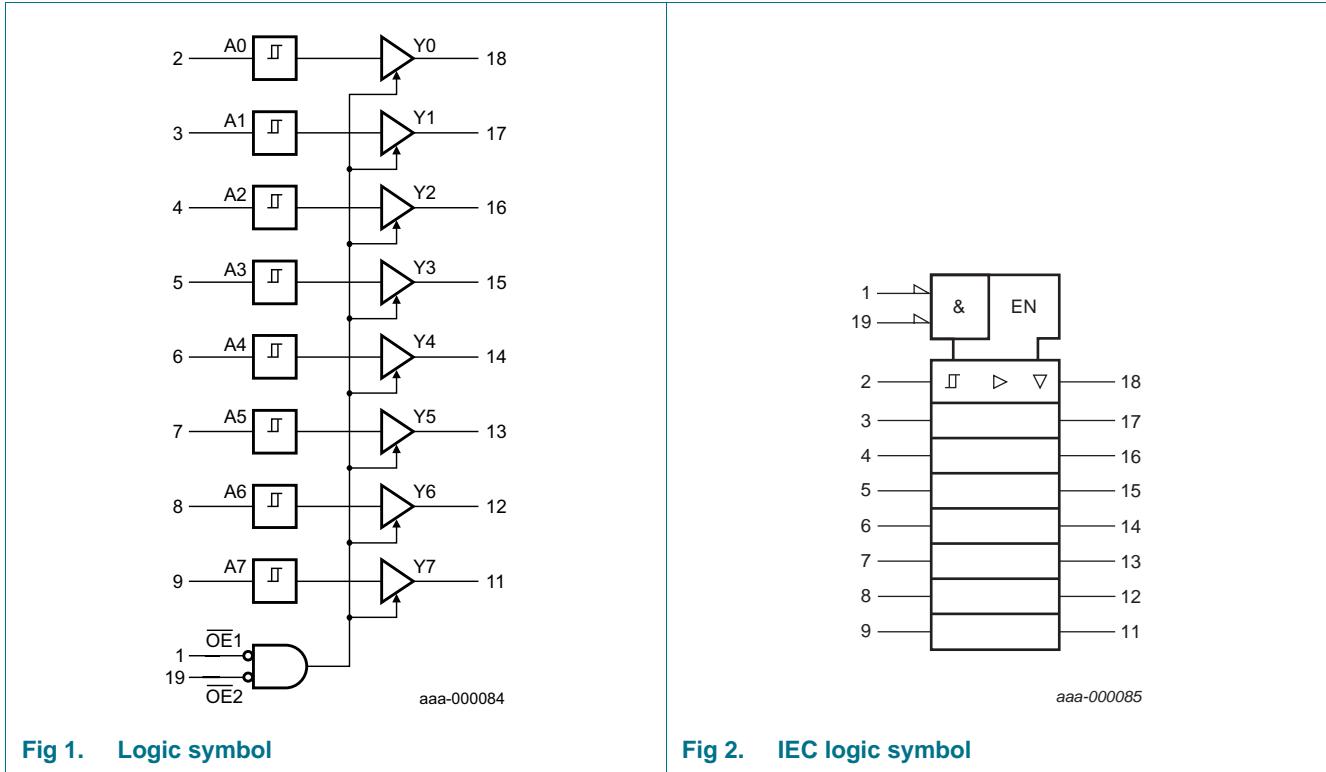 2 A0 Y0 18
3 A1 Y1 17
4 A2 Y2 16
5 A3 Y3 15
6 A4 Y4 14
7 A5 Y5 13
8 A6 Y6 12
9 A7 Y7 11
1 OE1
19 OE2
aaa-000084
Fig 1. Logic symbol
1 & EN
19
2 18
3 17
4 16
5 15
6 14
7 13
8 12
9 11
aaa-000085
Fig 2. IEC logic symbol